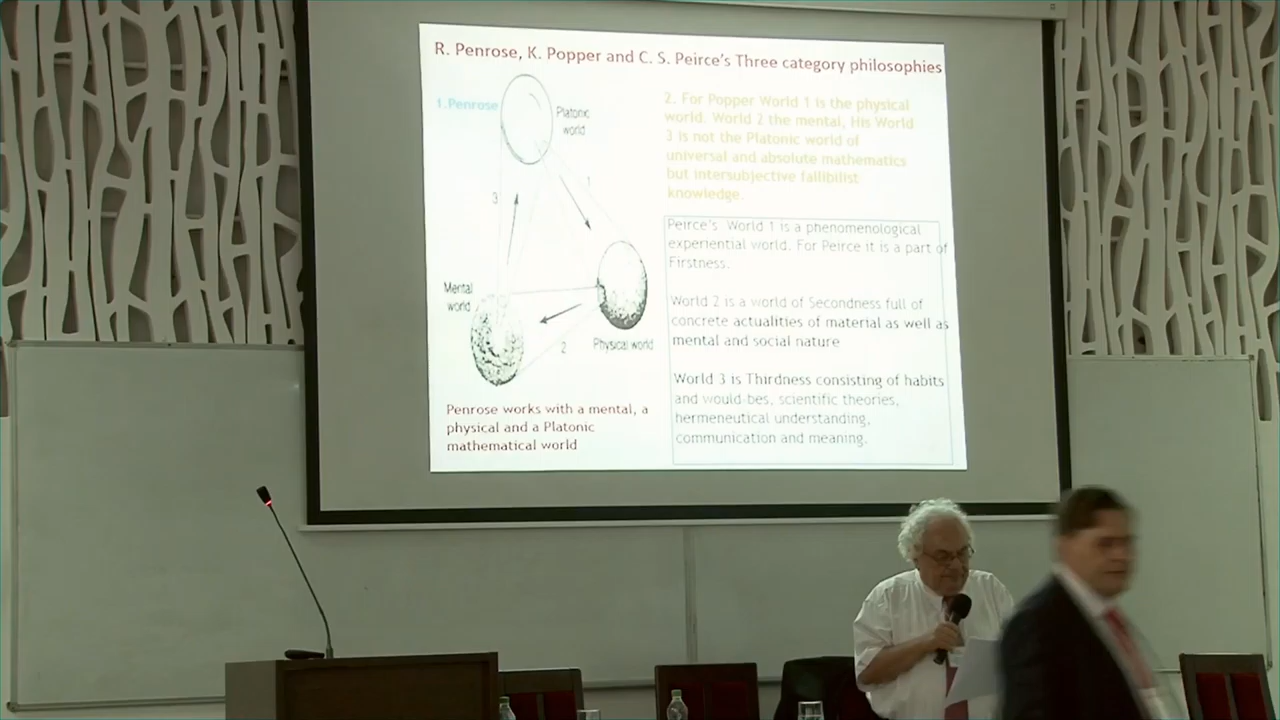 R. Penrose, K. Popper and C. S. Peirce's Three category philosophies
1.Penrose
Platonic
world
1
3
Mental
world
2
Physical world
Penrose works with a mental, a
physical and a Platonic
mathematical world
2. For Popper World 1 is the physical
world. World 2 the mental, His World
3 is not the Platonic world of
universal and absolute mathematics
but intersubjective fallibilist
knowledge.
Peirce's World 1 is a phenomenological
experiential world. For Peirce it is a part of
Firstness.
World 2 is a world of Secondness full of
concrete actualities of material as well as
mental and social nature
World 3 is Thirdness consisting of habits
and would-bes, scientific theories,
hermeneutical understanding,
communication and meaning.